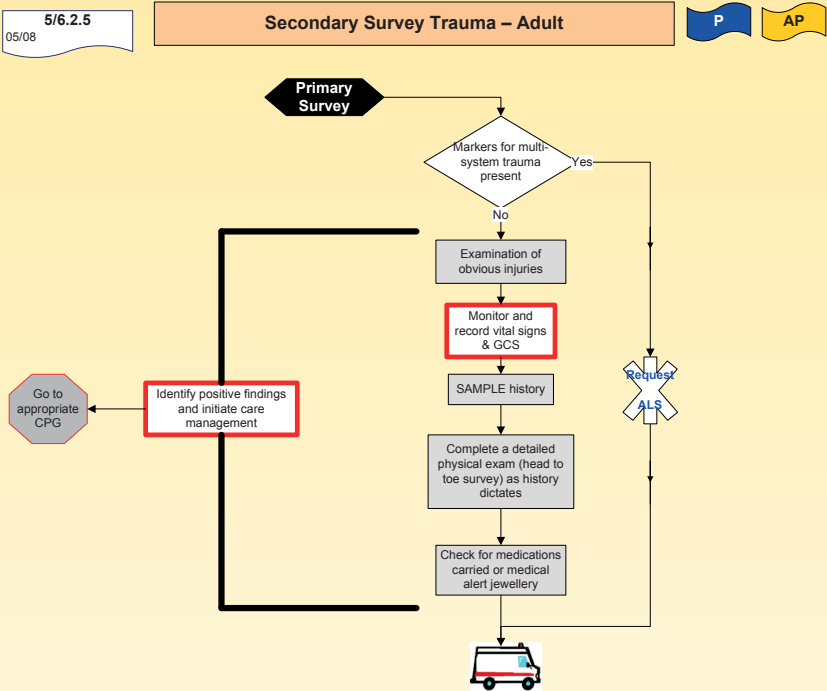 5/6.2.5
05/08
Secondary Survey Trauma – Adult
P
AP
Primary
Survey
Markers for multi-
system trauma
present
Yes
No
Examination of
obvious injuries
Monitor and
record vital signs
& GCS
Request
ALS
SAMPLE history
Go to
appropriate
CPG
Identify positive findings
and initiate care
management
Complete a detailed
physical exam (head to
toe survey) as history
dictates
Check for medications
carried or medical
alert jewellery